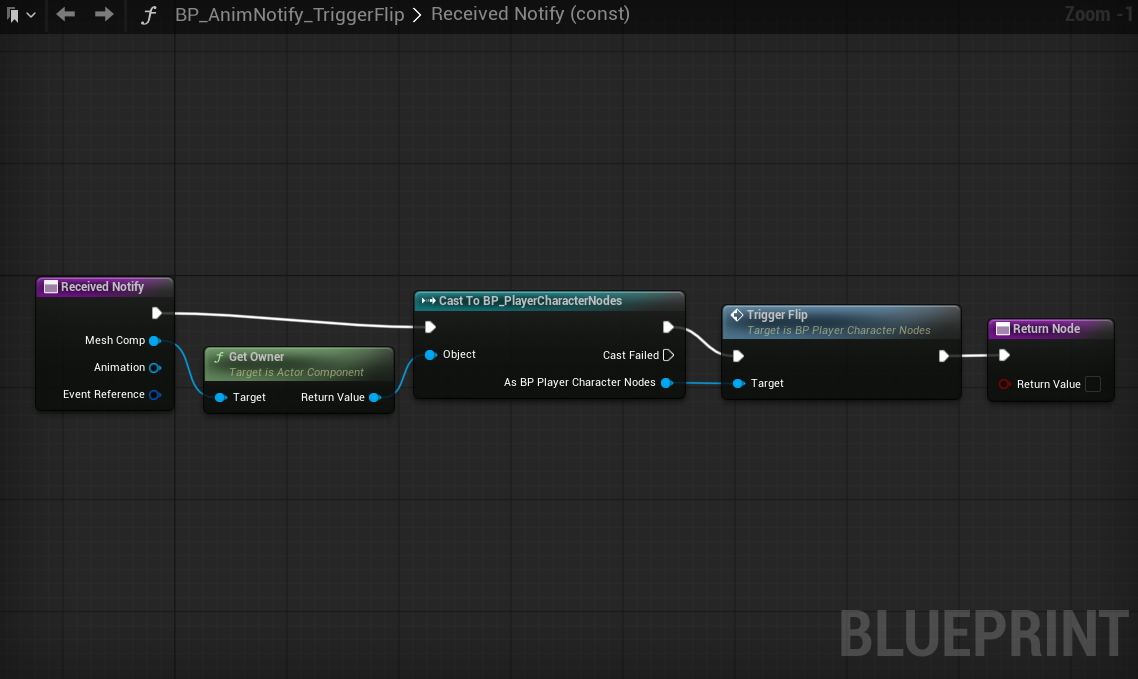 BP_AnimNotify_TriggerFlip > Received Notify (const)
Zoom -1
Received Notify
Mesh Comp
Animation
Event Reference
f Get Owner
Target is Actor Component
Target
Return Value
Cast To BP_PlayerCharacterNodes
Object
Cast Failed
As BP Player Character Nodes
Trigger Flip
Target is BP Player Character Nodes
Target
Return Node
Return Value
BLUEPRINT